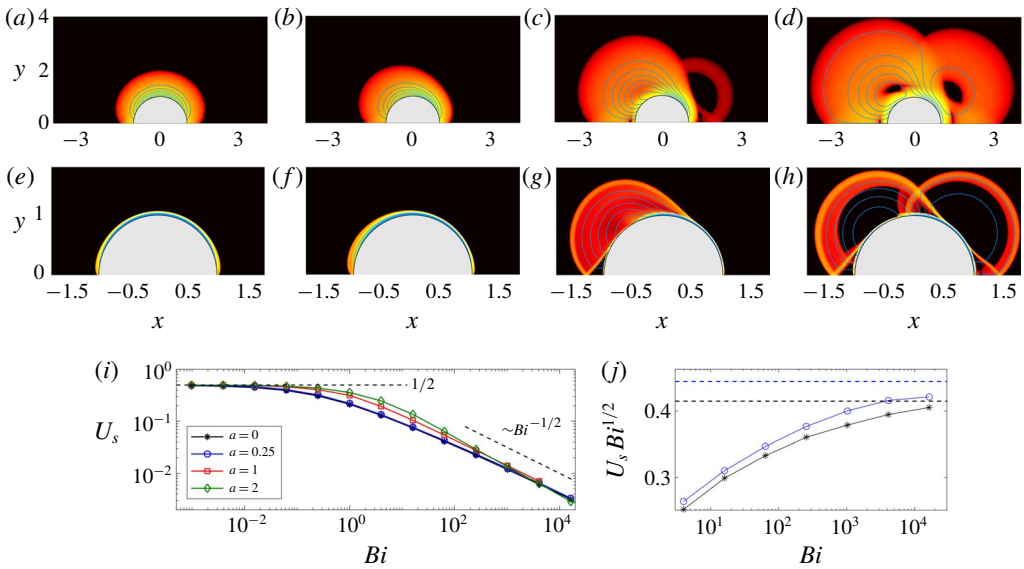 (a) (b) (c) (d)
4
y 2
0
−3 0 3 −3 0 3 −3 0 3 −3 0 3
(e) (f) (g) (h)
y 1
0
−1.5 −0.5 0.5 1.5 −1.5 −0.5 0.5 1.5 −1.5 −0.5 0.5 1.5 −1.5 −0.5 0.5 1.5
x x x x
(i) (j)
10^0
1/2
10^{-1}
U_s
~Bi^{-1/2}
10^{-2}
a = 0
a = 0.25
a = 1
a = 2
10^{-2} 10^0 10^2 10^4
Bi
0.4
U_s Bi^{1/2}
0.3
10^1 10^2 10^3 10^4
Bi